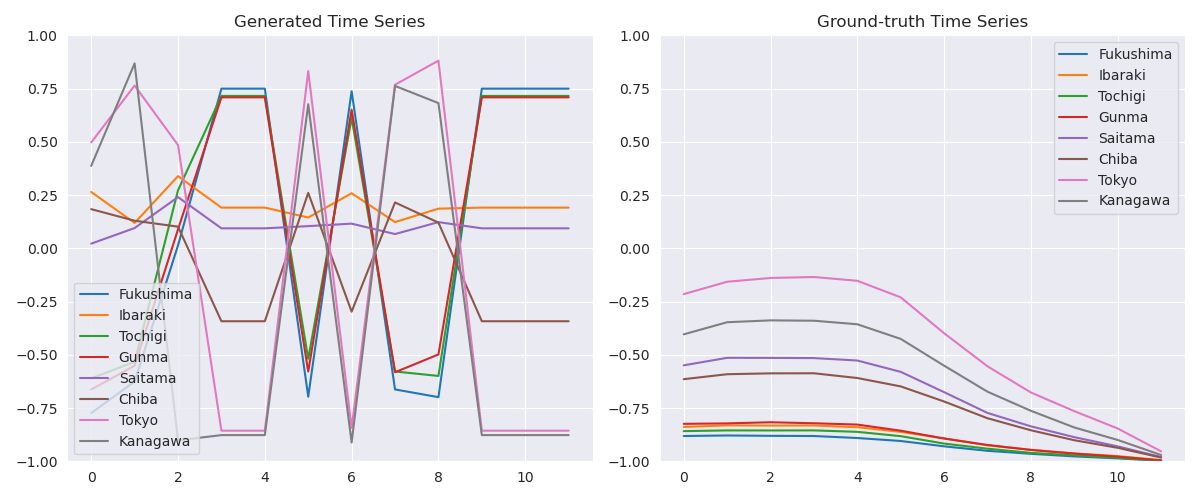 Generated Time Series
1.00
0.75
0.50
0.25
0.00
−0.25
−0.50
−0.75
−1.00
0 2 4 6 8 10
Fukushima
Ibaraki
Tochigi
Gunma
Saitama
Chiba
Tokyo
Kanagawa
Ground-truth Time Series
1.00
0.75
0.50
0.25
0.00
−0.25
−0.50
−0.75
−1.00
0 2 4 6 8 10
Fukushima
Ibaraki
Tochigi
Gunma
Saitama
Chiba
Tokyo
Kanagawa